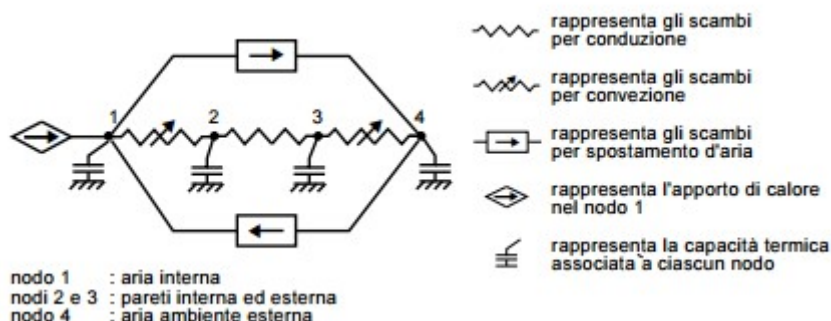 rappresenta gli scambi
per conduzione
rappresenta gli scambi
per convezione
rappresenta gli scambi
per spostamento d'aria
rappresenta l'apporto di calore
nel nodo 1
rappresenta la capacità termica
associata a ciascun nodo
1 2 3 4
nodo 1 : aria interna
nodi 2 e 3 : pareti interna ed esterna
nodo 4 : aria ambiente esterna